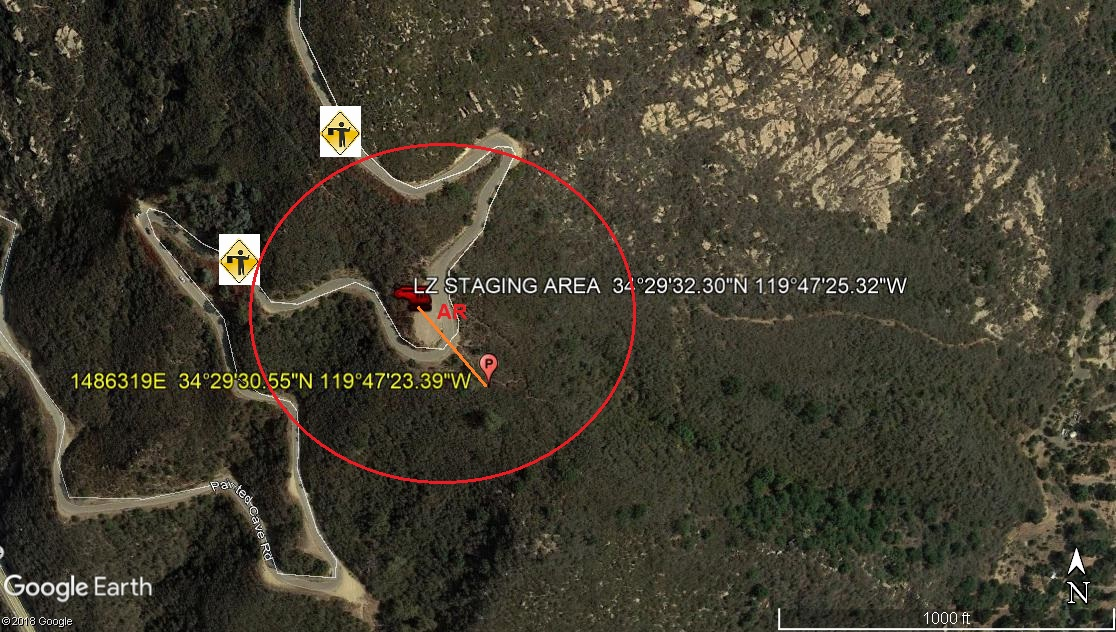 LZ STAGING AREA  34°29'32.30"N 119°47'25.32"W
AR
P
1486319E  34°29'30.55"N 119°47'23.39"W
Painted Cave Rd
Google Earth
©2018 Google
N
1000 ft